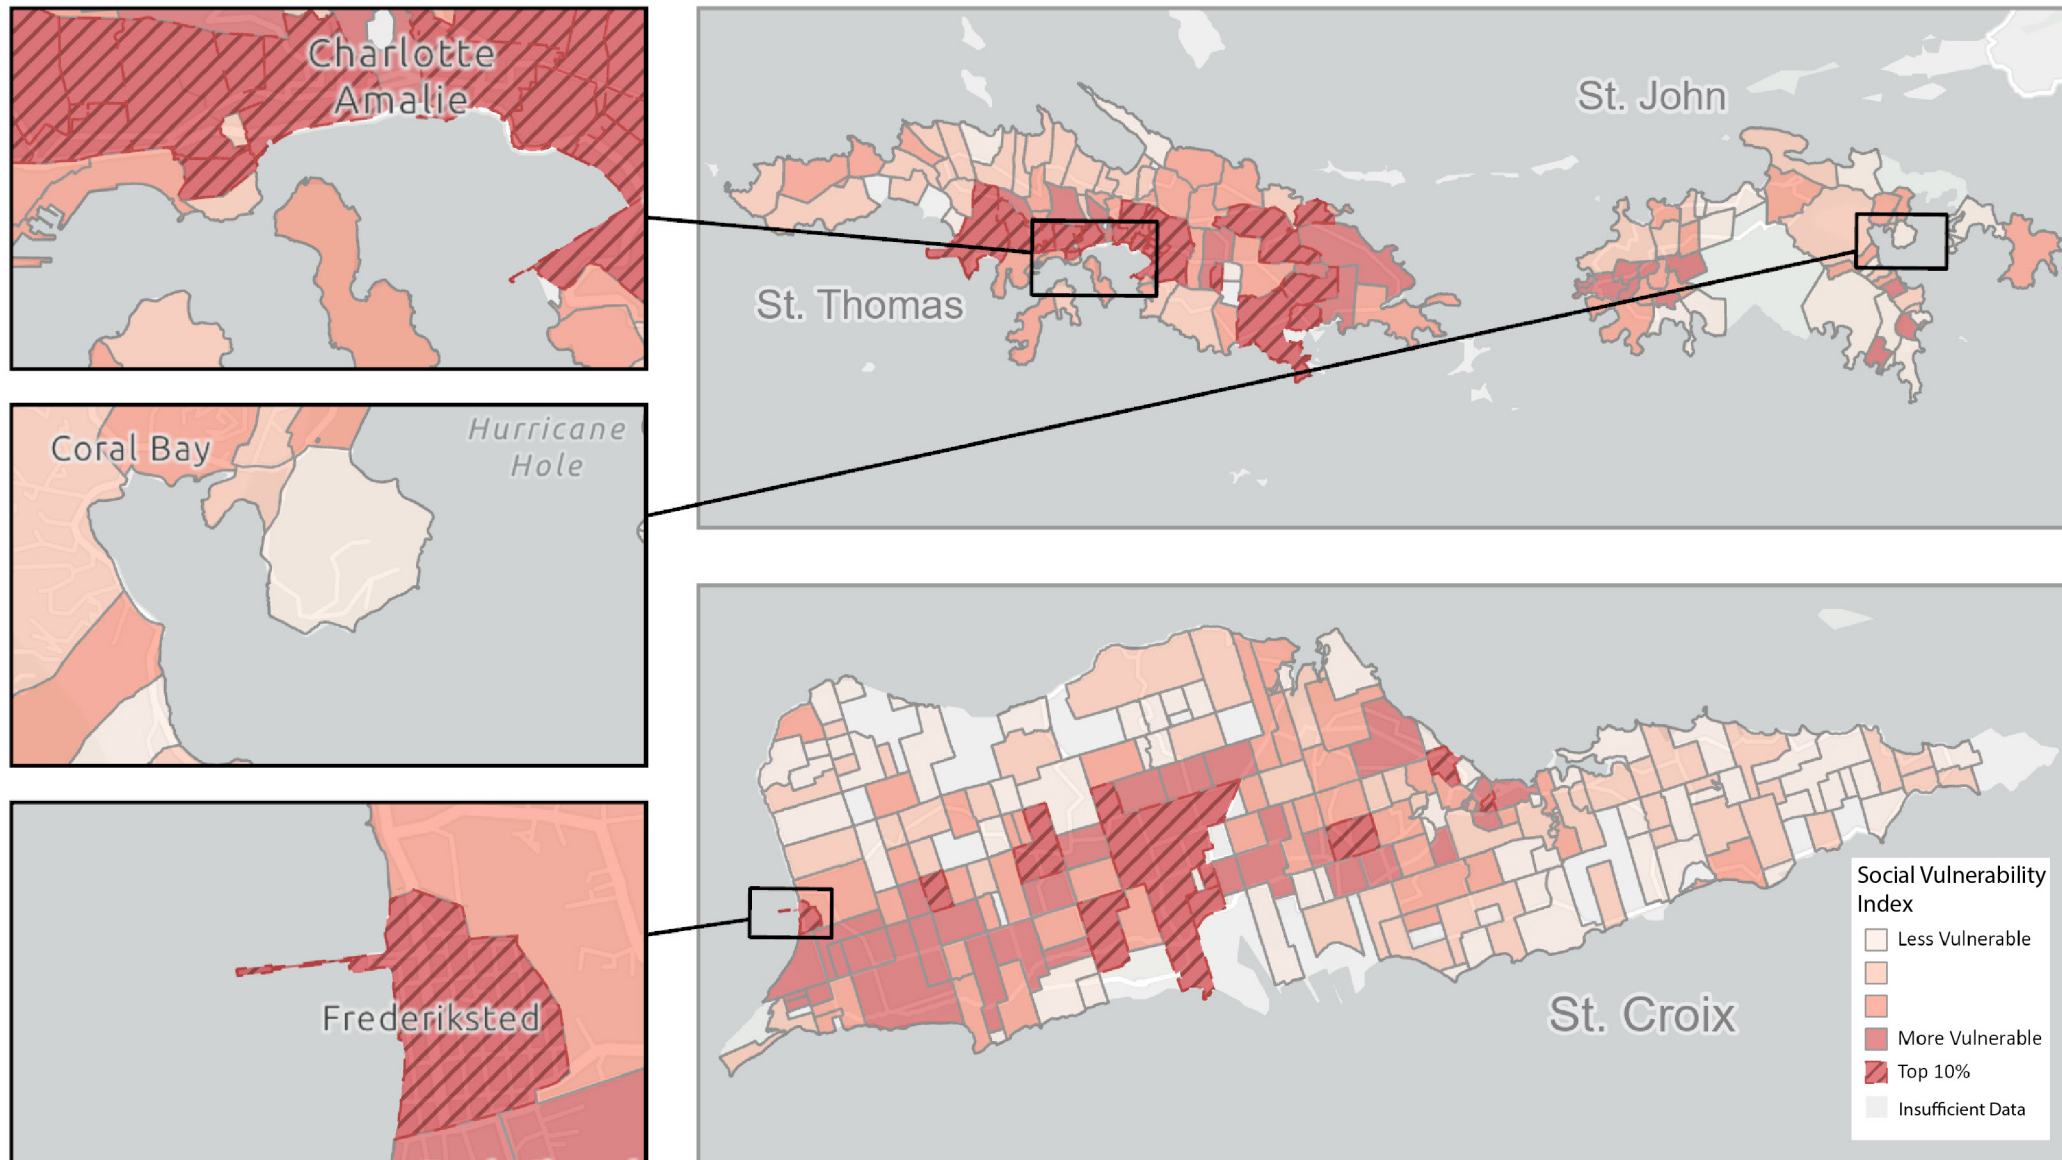 Charlotte
Amalie
St. John
St. Thomas
Coral Bay
Hurricane
Hole
Frederiksted
St. Croix
Social Vulnerability
Index
Less Vulnerable
More Vulnerable
Top 10%
Insufficient Data